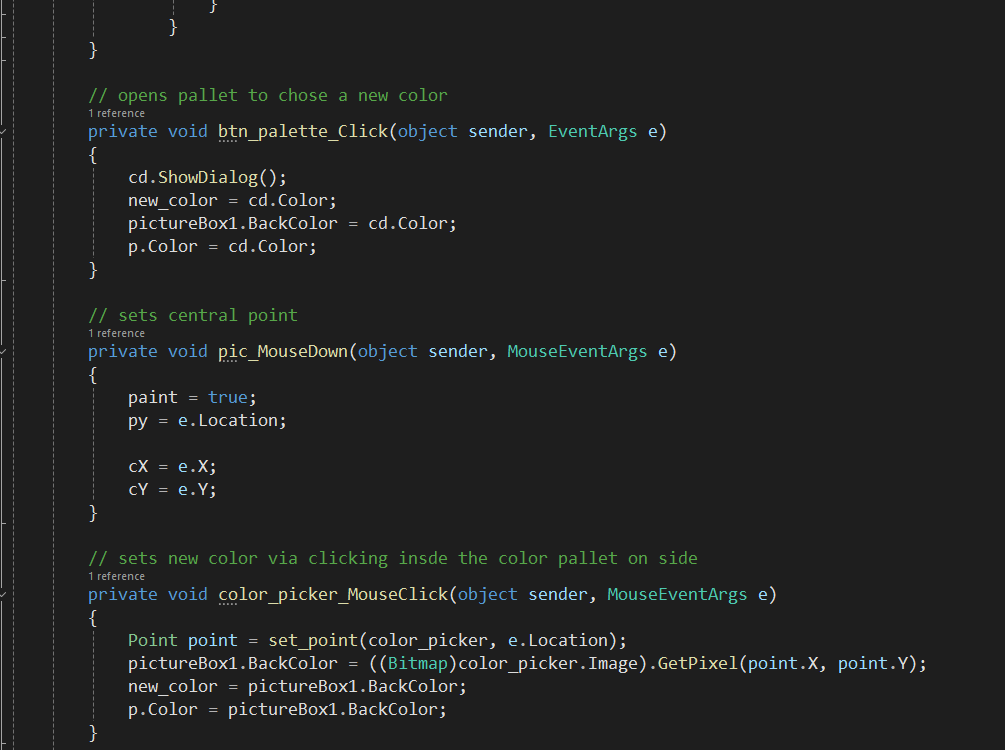 }
}
}
// opens pallet to chose a new color
1 reference
private void btn_palette_Click(object sender, EventArgs e)
{
cd.ShowDialog();
new_color = cd.Color;
pictureBox1.BackColor = cd.Color;
p.Color = cd.Color;
}
// sets central point
1 reference
private void pic_MouseDown(object sender, MouseEventArgs e)
{
paint = true;
py = e.Location;
cX = e.X;
cY = e.Y;
}
// sets new color via clicking insde the color pallet on side
1 reference
private void color_picker_MouseClick(object sender, MouseEventArgs e)
{
Point point = set_point(color_picker, e.Location);
pictureBox1.BackColor = ((Bitmap)color_picker.Image).GetPixel(point.X, point.Y);
new_color = pictureBox1.BackColor;
p.Color = pictureBox1.BackColor;
}